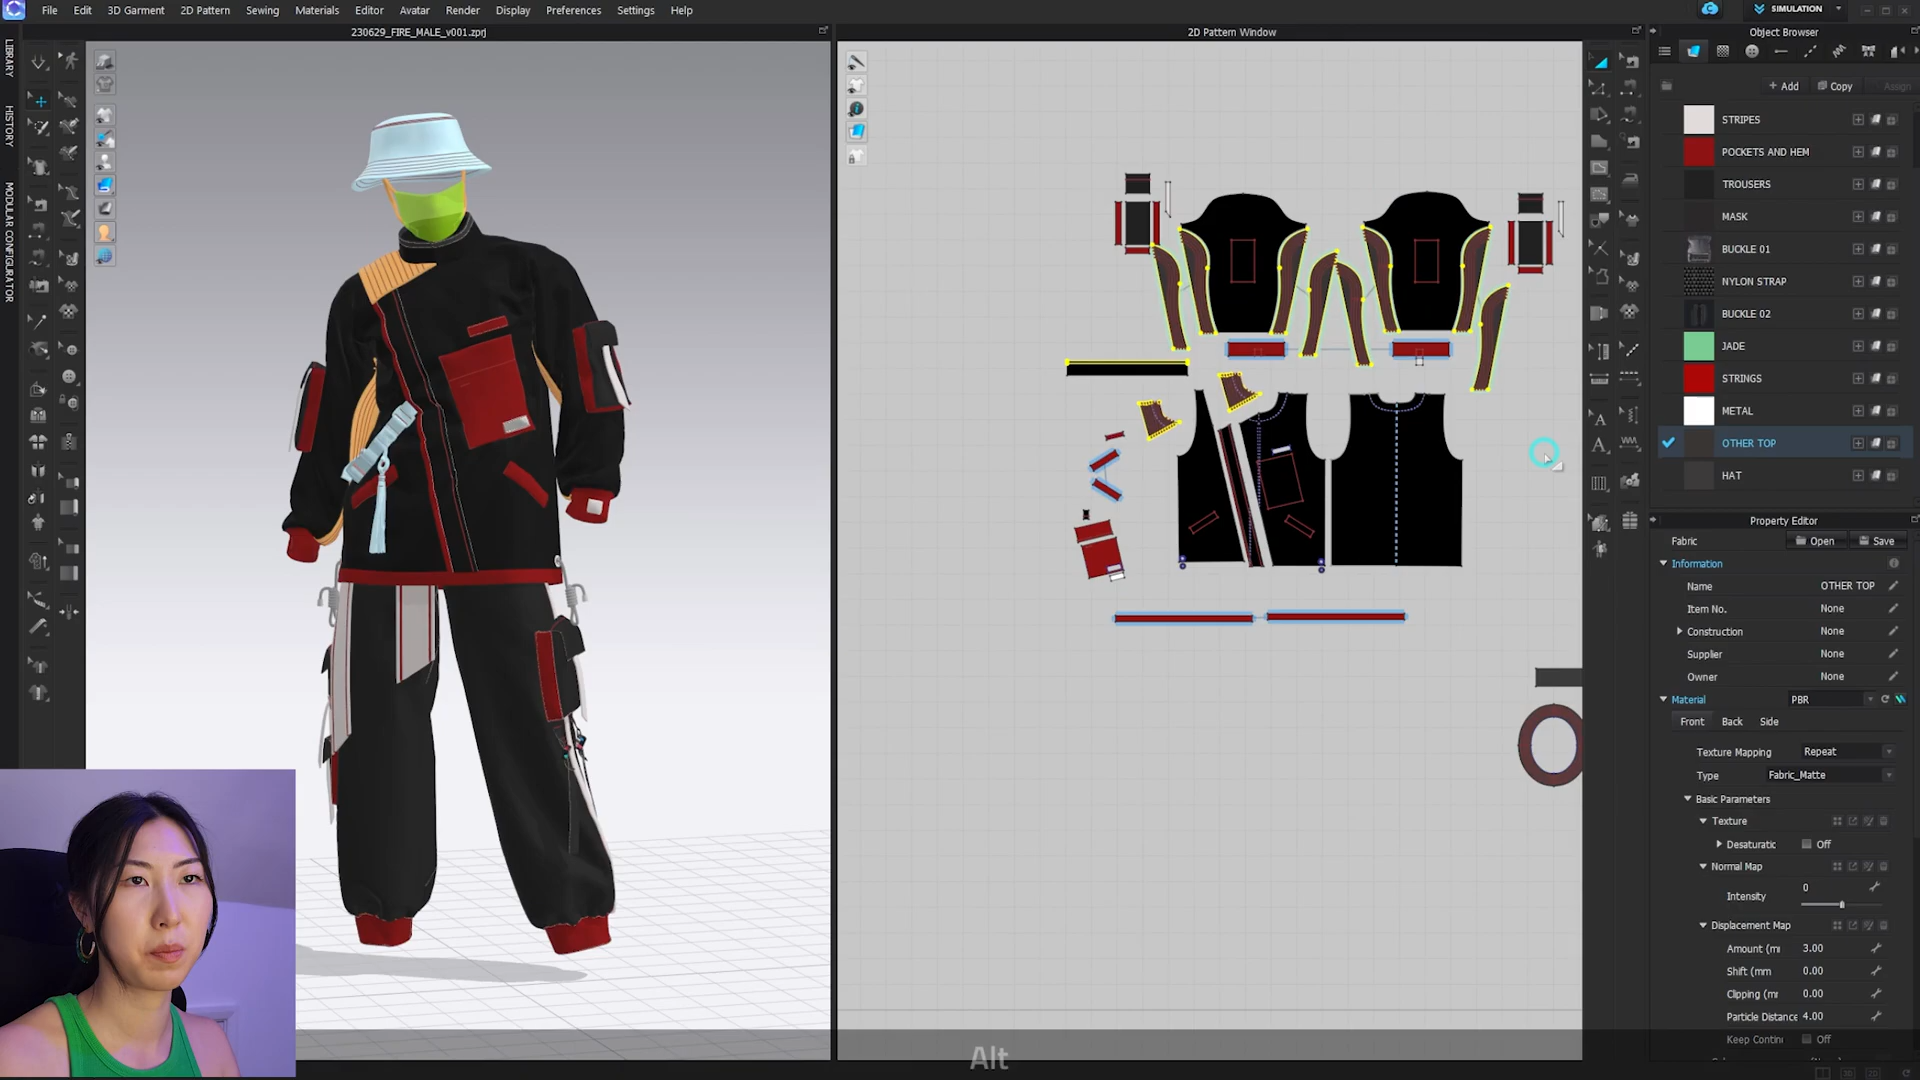 File Edit 3D Garment 2D Pattern Sewing Materials Editor Avatar Render Display Preferences Settings Help
SIMULATION
230629_FIRE_MALE_v001.zprj
2D Pattern Window
Object Browser
LIBRARY
HISTORY
MODULAR CONFIGURATOR
+ Add Copy Assign
STRIPES
POCKETS AND HEM
TROUSERS
MASK
BUCKLE 01
NYLON STRAP
BUCKLE 02
JADE
STRINGS
METAL
OTHER TOP
HAT
Property Editor
Fabric Open Save
Information
Name OTHER TOP
Item No. None
Construction None
Supplier None
Owner None
Material PBR
Front Back Side
Texture Mapping Repeat
Type Fabric_Matte
Basic Parameters
Texture
Desaturatic Off
Normal Map
Intensity 0
Displacement Map
Amount (m 3.00
Shift (mm 0.00
Clipping (mı 0.00
Particle Distance 4.00
Keep Contin Off
Alt